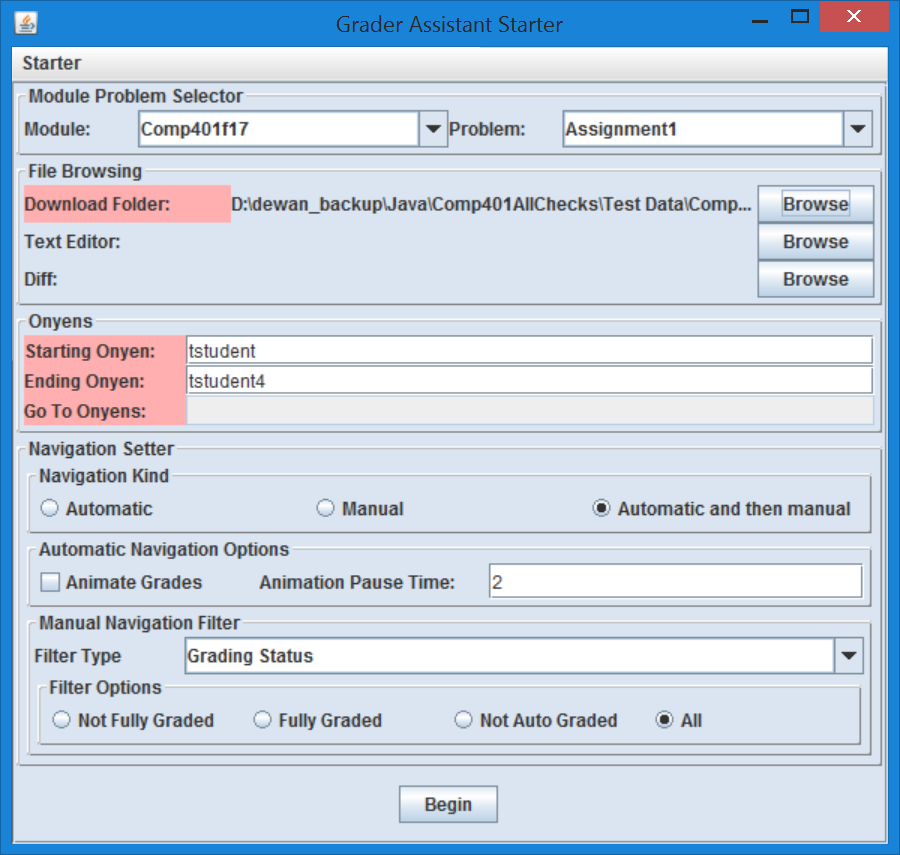 Grader Assistant Starter
Starter
Module Problem Selector
Module: Comp401f17 Problem: Assignment1
File Browsing
Download Folder: D:\dewan_backup\Java\Comp401AllChecks\Test Data\Comp... Browse
Text Editor: Browse
Diff: Browse
Onyens
Starting Onyen: tstudent
Ending Onyen: tstudent4
Go To Onyens:
Navigation Setter
Navigation Kind
Automatic Manual Automatic and then manual
Automatic Navigation Options
Animate Grades Animation Pause Time: 2
Manual Navigation Filter
Filter Type Grading Status
Filter Options
Not Fully Graded Fully Graded Not Auto Graded All
Begin